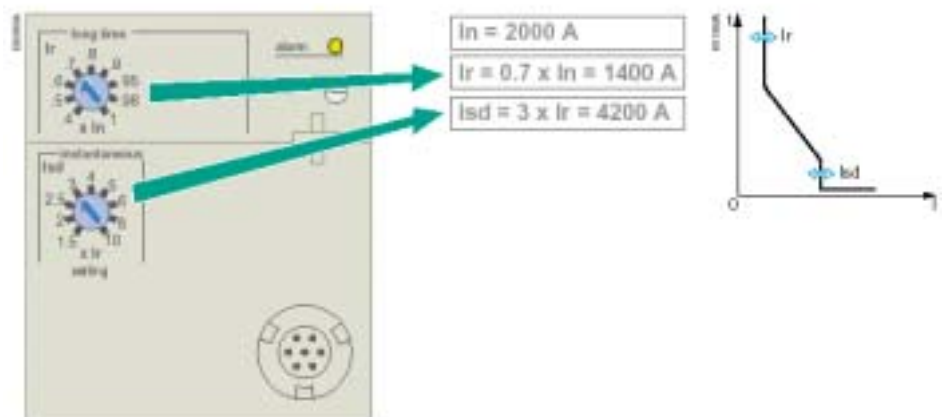 long time
Ir
alarm
.4 .5 .6 .7 .8 .9 .95 .98 1
x In
instantaneous
Isd
1.5 2 2.5 3 4 5 6 8 10
x Ir
setting
In = 2000 A
Ir = 0.7 x In = 1400 A
Isd = 3 x Ir = 4200 A
t
Ir
Isd
0
I